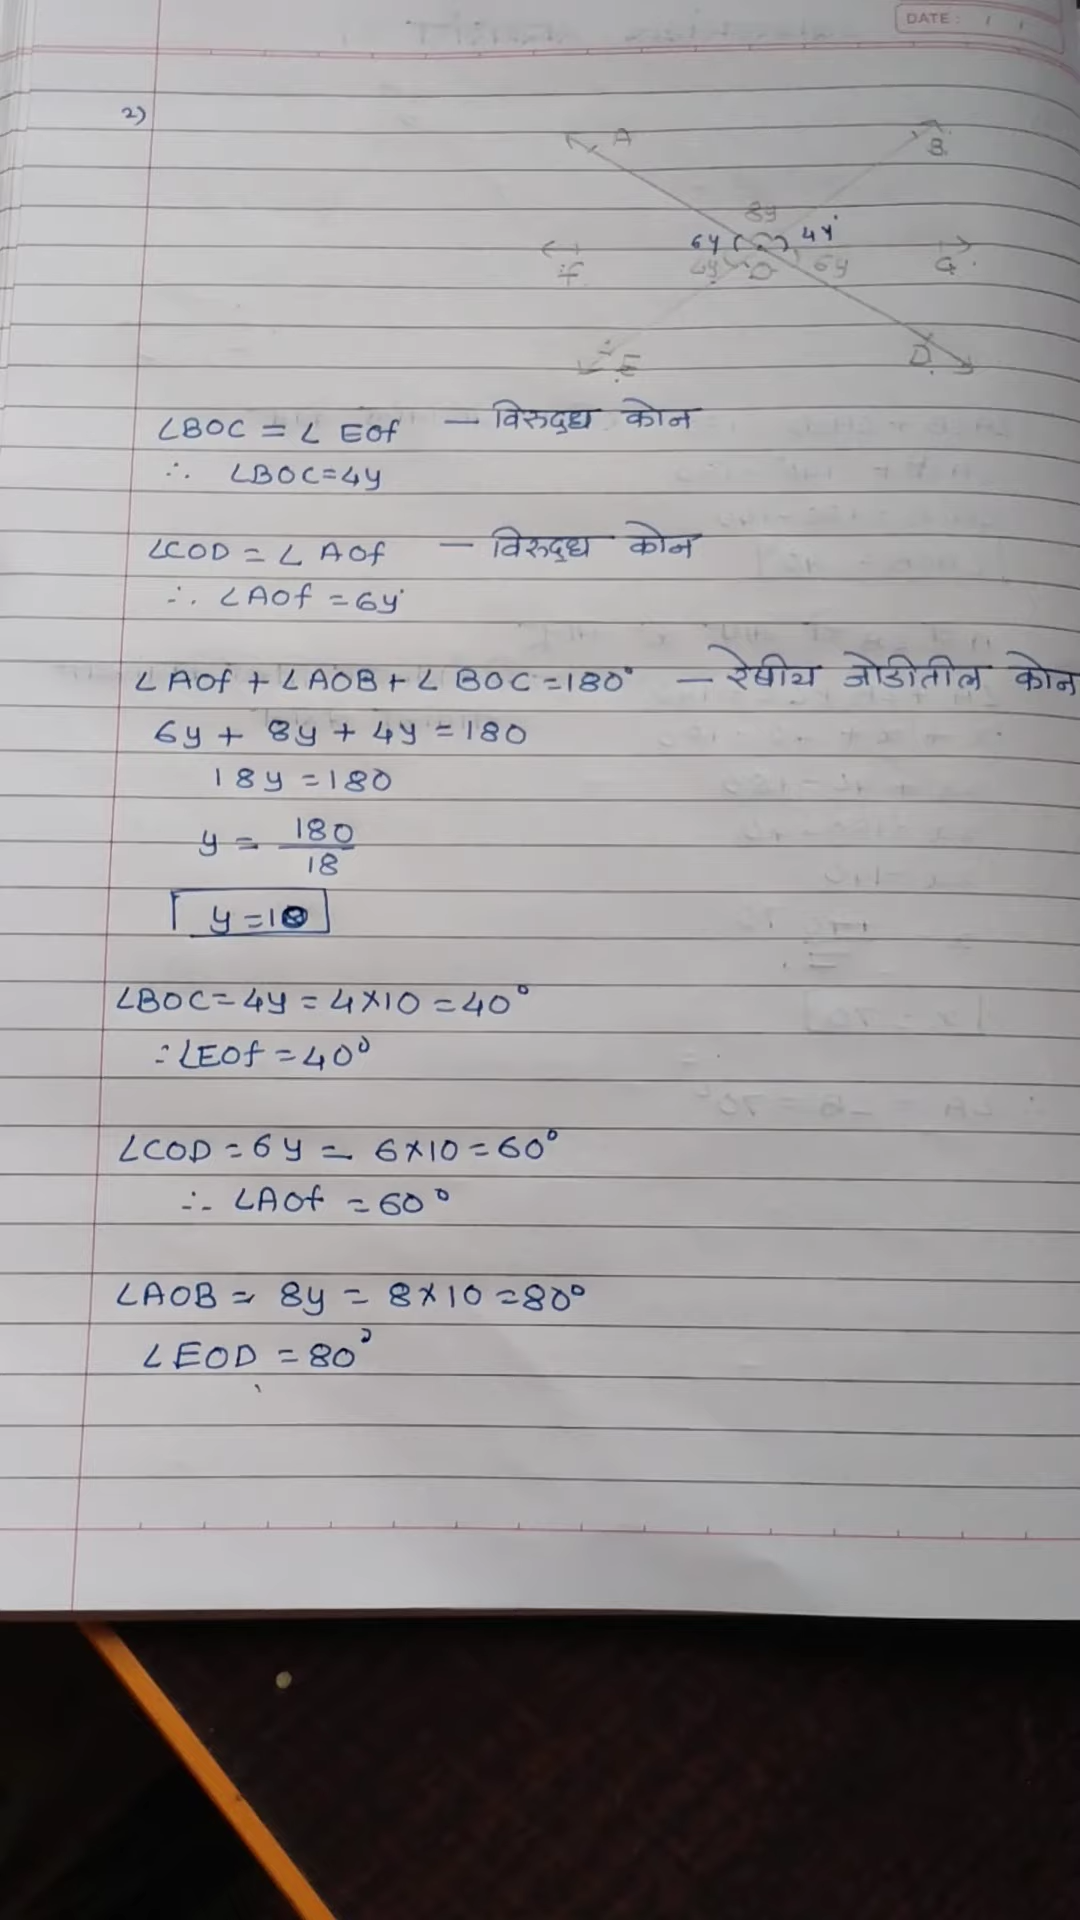 DATE :
2)
A
B
8y
6y 4y
4y 6y
f O G
E D
∠BOC = ∠ EOf — विरुद्ध कोन
∴ ∠BOC=4y
∠COD = ∠ AOf — विरुद्ध कोन
∴ ∠AOf = 6y
∠AOf + ∠AOB + ∠ BOC = 180° — रेषीय जोडीतील कोन
6y + 8y + 4y = 180
18y = 180
y = 180/18
y = 10
∠BOC = 4y = 4×10 = 40°
∴ ∠EOf = 40°
∠COD = 6y = 6×10 = 60°
∴ ∠AOf = 60°
∠AOB = 8y = 8×10 = 80°
∠EOD = 80°